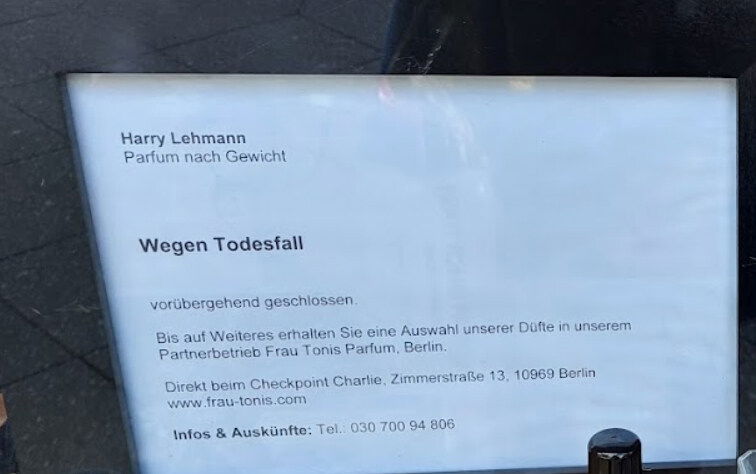 Harry Lehmann
Parfum nach Gewicht
Wegen Todesfall
vorübergehend geschlossen.
Bis auf Weiteres erhalten Sie eine Auswahl unserer Düfte in unserem
Partnerbetrieb Frau Tonis Parfum, Berlin.
Direkt beim Checkpoint Charlie, Zimmerstraße 13, 10969 Berlin
www.frau-tonis.com
Infos & Auskünfte: Tel.: 030 700 94 806